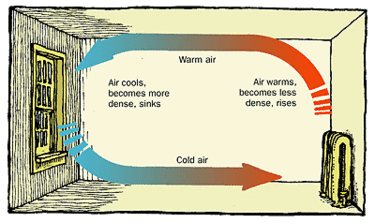 Warm air
Air cools,
becomes more
dense, sinks
Air warms,
becomes less
dense, rises
Cold air